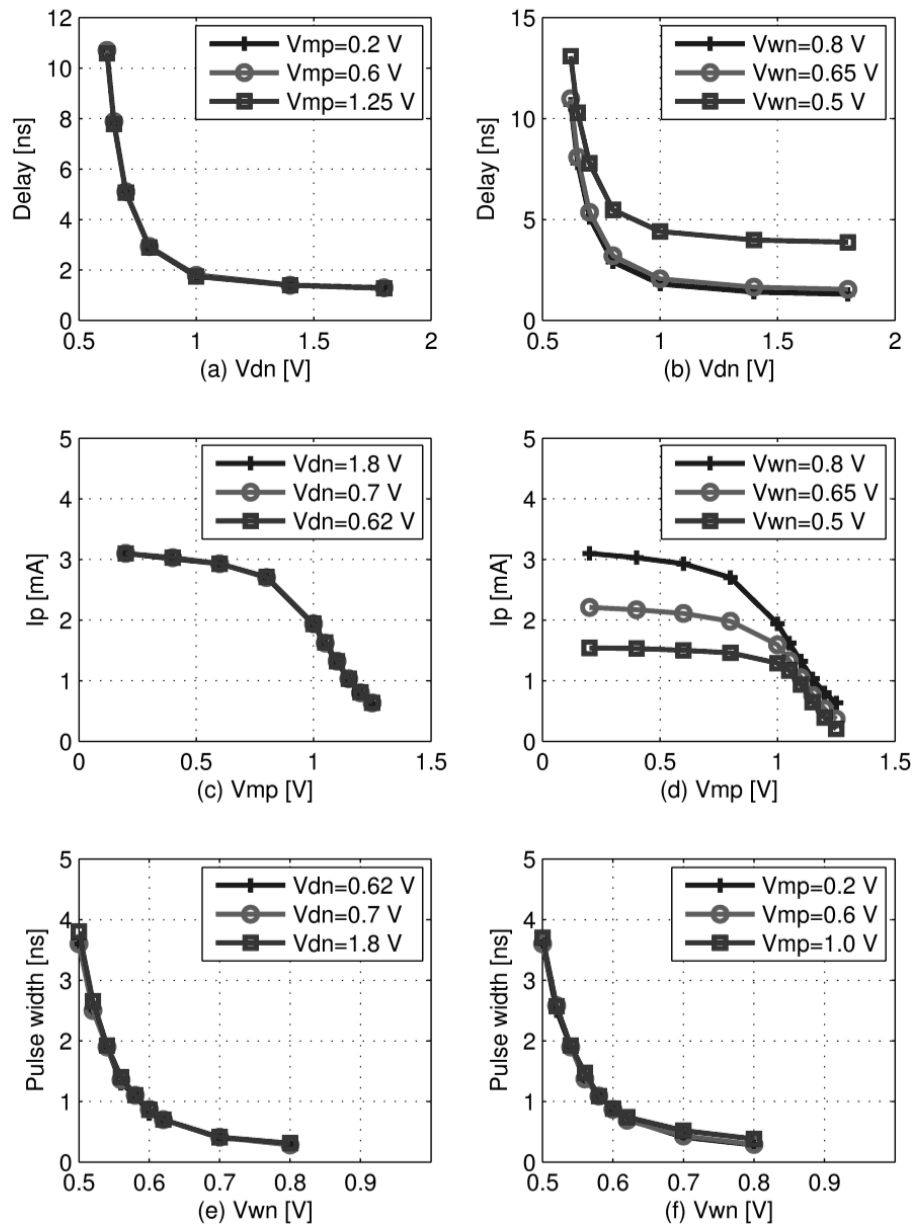 12
10
8
6
4
2
0
Delay [ns]
Vmp=0.2 V
Vmp=0.6 V
Vmp=1.25 V
0.5 1 1.5 2
(a) Vdn [V]
15
10
5
0
Delay [ns]
Vwn=0.8 V
Vwn=0.65 V
Vwn=0.5 V
0.5 1 1.5 2
(b) Vdn [V]
5
4
3
2
1
0
Ip [mA]
Vdn=1.8 V
Vdn=0.7 V
Vdn=0.62 V
0 0.5 1 1.5
(c) Vmp [V]
5
4
3
2
1
0
Ip [mA]
Vwn=0.8 V
Vwn=0.65 V
Vwn=0.5 V
0 0.5 1 1.5
(d) Vmp [V]
5
4
3
2
1
0
Pulse width [ns]
Vdn=0.62 V
Vdn=0.7 V
Vdn=1.8 V
0.5 0.6 0.7 0.8 0.9
(e) Vwn [V]
5
4
3
2
1
0
Pulse width [ns]
Vmp=0.2 V
Vmp=0.6 V
Vmp=1.0 V
0.5 0.6 0.7 0.8 0.9
(f) Vwn [V]